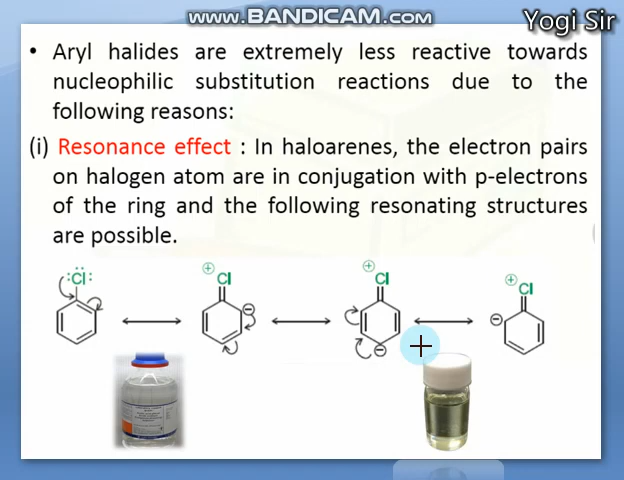 www.BANDICAM.com
Yogi Sir
• Aryl halides are extremely less reactive towards
nucleophilic substitution reactions due to the
following reasons:
(i) Resonance effect : In haloarenes, the electron pairs
on halogen atom are in conjugation with p-electrons
of the ring and the following resonating structures
are possible.
:Cl: Cl Cl Cl